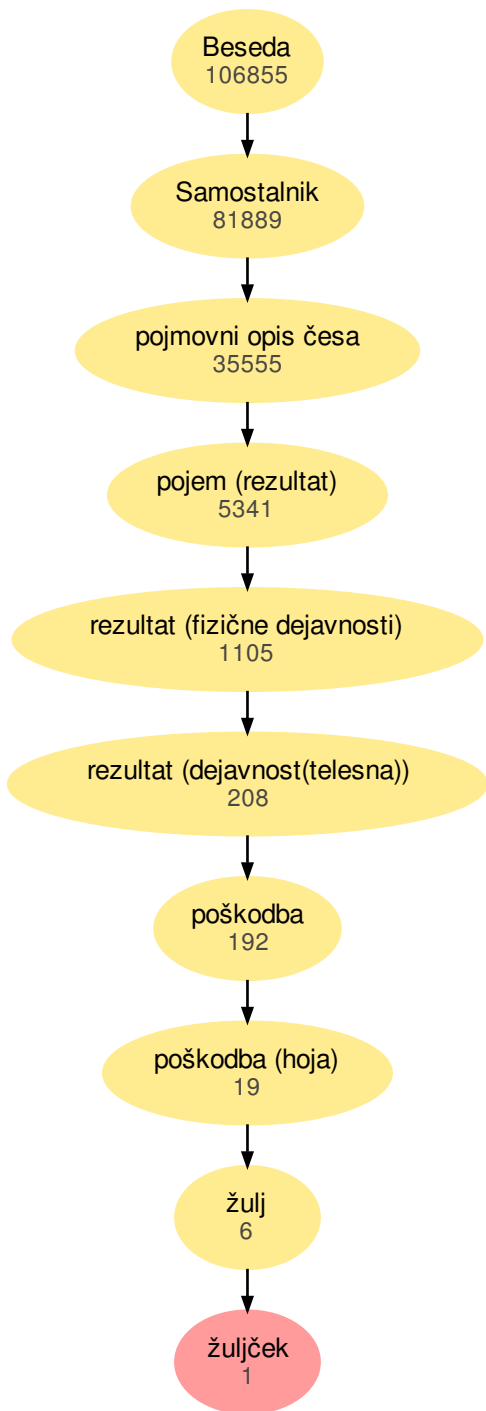 Beseda
106855
Samostalnik
81889
pojmovni opis česa
35555
pojem (rezultat)
5341
rezultat (fizične dejavnosti)
1105
rezultat (dejavnost(telesna))
208
poškodba
192
poškodba (hoja)
19
žulj
6
žuljček
1